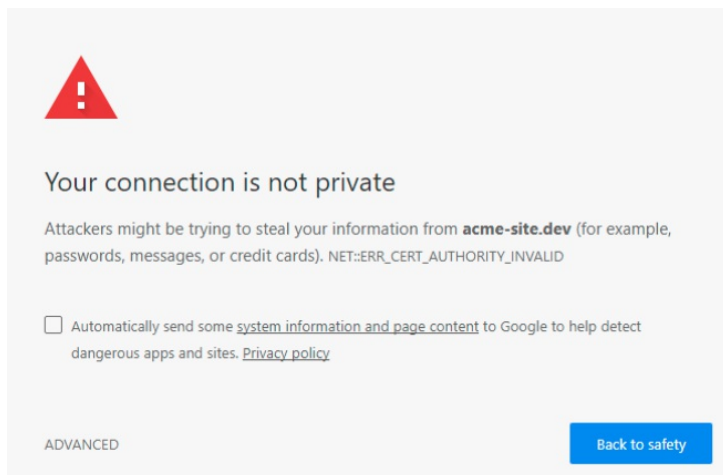 Your connection is not private
Attackers might be trying to steal your information from acme-site.dev (for example,
passwords, messages, or credit cards). NET::ERR_CERT_AUTHORITY_INVALID
Automatically send some system information and page content to Google to help detect
dangerous apps and sites. Privacy policy
ADVANCED
Back to safety